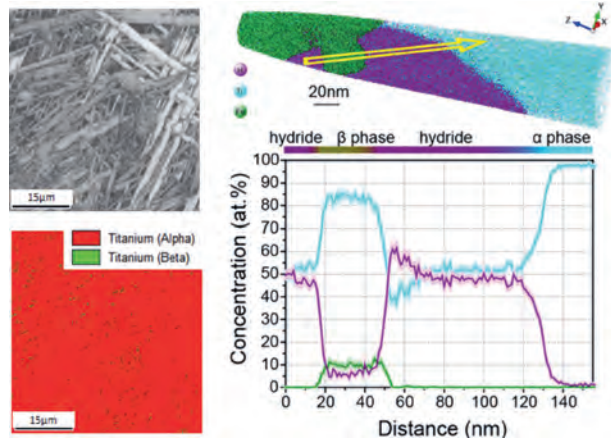 15μm
Titanium (Alpha)
Titanium (Beta)
15μm
Y
Z
X
20nm
hydride β phase hydride α phase
Concentration (at.%)
100
90
80
70
60
50
40
30
20
10
0
0 20 40 60 80 100 120 140
Distance (nm)